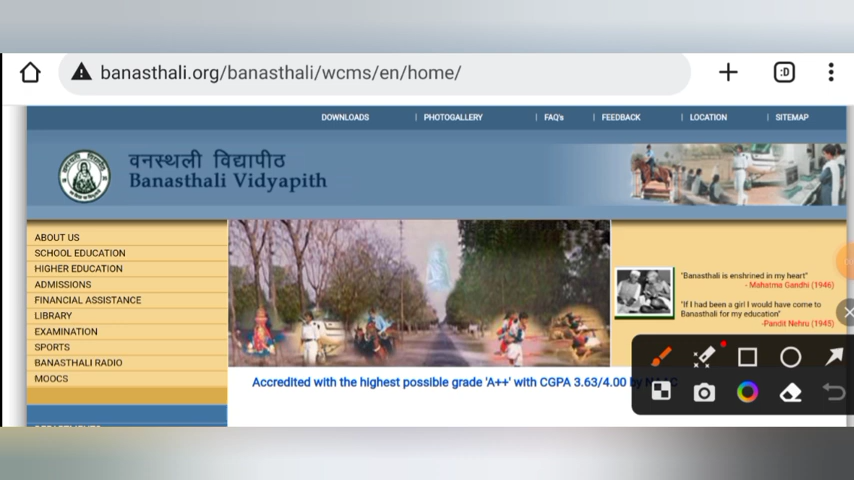 banasthali.org/banasthali/wcms/en/home/
:D
DOWNLOADS | PHOTOGALLERY | FAQ's | FEEDBACK | LOCATION | SITEMAP
वनस्थली विद्यापीठ
Banasthali Vidyapith
ABOUT US
SCHOOL EDUCATION
HIGHER EDUCATION
ADMISSIONS
FINANCIAL ASSISTANCE
LIBRARY
EXAMINATION
SPORTS
BANASTHALI RADIO
MOOCS
"Banasthali is enshrined in my heart"
- Mahatma Gandhi (1946)
"If I had been a girl I would have come to
Banasthali for my education"
-Pandit Nehru (1945)
Accredited with the highest possible grade 'A++' with CGPA 3.63/4.00 by